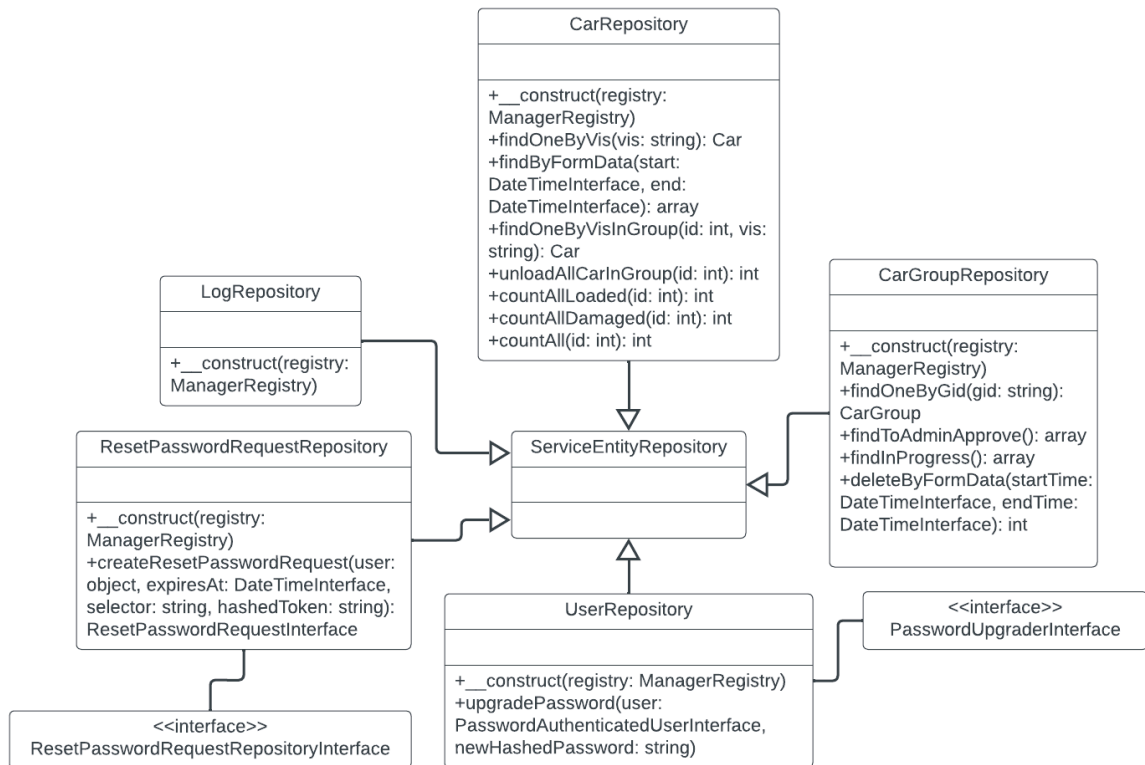 CarRepository
+__construct(registry:
ManagerRegistry)
+findOneByVis(vis: string): Car
+findByFormData(start:
DateTimeInterface, end:
DateTimeInterface): array
+findOneByVisInGroup(id: int, vis:
string): Car
+unloadAllCarInGroup(id: int): int
+countAllLoaded(id: int): int
+countAllDamaged(id: int): int
+countAll(id: int): int
LogRepository
+__construct(registry:
ManagerRegistry)
CarGroupRepository
+__construct(registry:
ManagerRegistry)
+findOneByGid(gid: string):
CarGroup
+findToAdminApprove(): array
+findInProgress(): array
+deleteByFormData(startTime:
DateTimeInterface, endTime:
DateTimeInterface): int
ResetPasswordRequestRepository
+__construct(registry:
ManagerRegistry)
+createResetPasswordRequest(user:
object, expiresAt: DateTimeInterface,
selector: string, hashedToken: string):
ResetPasswordRequestInterface
ServiceEntityRepository
UserRepository
+__construct(registry: ManagerRegistry)
+upgradePassword(user:
PasswordAuthenticatedUserInterface,
newHashedPassword: string)
<<interface>>
PasswordUpgraderInterface
<<interface>>
ResetPasswordRequestRepositoryInterface